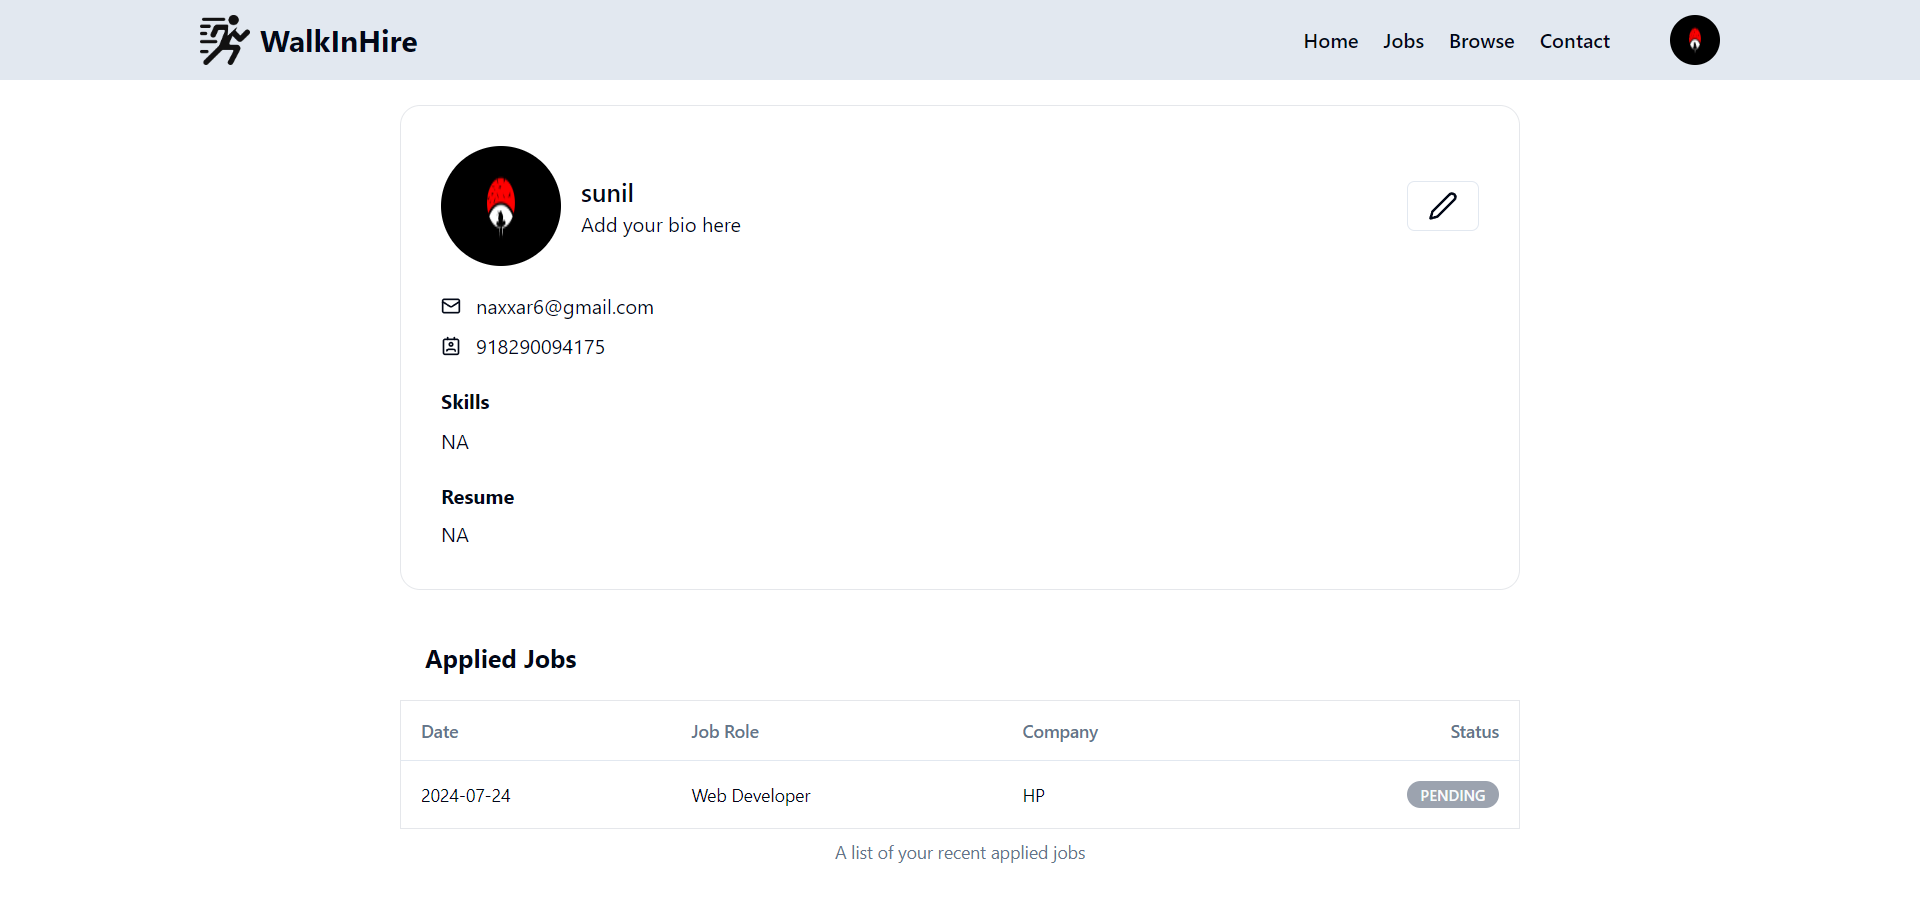 WalkInHire
Home Jobs Browse Contact
sunil
Add your bio here
naxxar6@gmail.com
918290094175
Skills
NA
Resume
NA
Applied Jobs
Date Job Role Company Status
2024-07-24 Web Developer HP PENDING
A list of your recent applied jobs